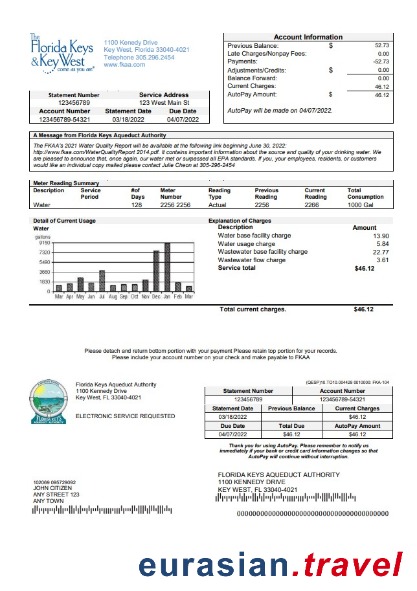 The
Florida Keys
& Key West
come as you are®
1100 Kenedy Drive
Key West, Florida 33040-4021
Telephone 305.296.2454
www.fkaa.com
Account Information
Previous Balance: $ 52.73
Late Charges/Nonpay Fees: 0.00
Payments: -52.73
Adjustments/Credits: $ 0.00
Balance Forward: 0.00
Current Charges: 46.12
AutoPay Amount: $ 46.12
AutoPay will be made on 04/07/2022.
Statement Number Service Address
123456789 123 West Main St
Account Number Statement Date Due Date
123456789-54321 03/18/2022 04/07/2022
A Message from Florida Keys Aqueduct Authority
The FKAA's 2021 Water Quality Report will be available at the following link beginning June 30, 2022:
http://www.fkaa.com/WaterQualityReport 2014.pdf. It contains important information about the source and quality of your drinking water. We
are pleased to announce that, once again, our water met or surpassed all EPA standards. If you, your employees, residents, or customers
would like an individual copy mailed please contact Julie Cheon at 305-296-2454
Meter Reading Summary
Description Service Period #of Days Meter Number Reading Type Previous Reading Current Reading Total Consumption
Water 128 2256 2256 Actual 2256 2266 1000 Gal
Detail of Current Usage
Water
gallons
9150
7320
5490
3660
1830
0
Mar Apr May Jun Jul Aug Sep Oct Nov Dec Jan Feb Mar
Explanation of Charges
Description Amount
Water base facility charge 13.90
Water usage charge 5.84
Wastewater base facility charge 22.77
Wastewater flow charge 3.61
Service total $46.12
Total current charges. $46.12
Please detach and return bottom portion with your payment Please retain top portion for your records.
Please include your account number on your check and make payable to FKAA
Florida Keys Aqueduct Authority
1100 Kennedy Drive
Key West, FL 33040-4021
ELECTRONIC SERVICE REQUESTED
Statement Number Account Number
123456789 123456789-54321
Statement Date Previous Balance Current Charges
03/18/2022 $46.12
Due Date Total Due AutoPay Amount
04/07/2022 $46.12 $46.12
Thank you for using AutoPay. Please remember to notify us
immediately if your bank or credit card information changes so that
AutoPay will continue without interruption.
JOHN CITIZEN
ANY STREET 123
ANY TOWN
FLORIDA KEYS AQUEDUCT AUTHORITY
1100 KENNEDY DRIVE
KEY WEST, FL 33040-4021
eurasian.travel